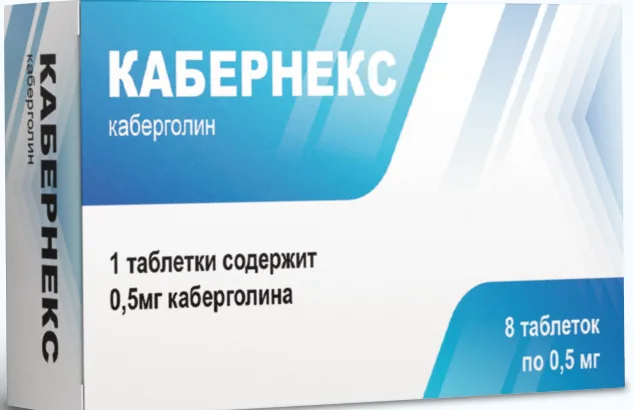 КАБЕРНЕКС
каберголин
КАБЕРНЕКС
каберголин
1 таблетки содержит
0,5мг каберголина
8 таблеток
по 0,5 мг